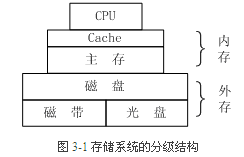 CPU
Cache
主存
内存
磁盘
磁带 光盘
外存
图 3-1 存储系统的分级结构